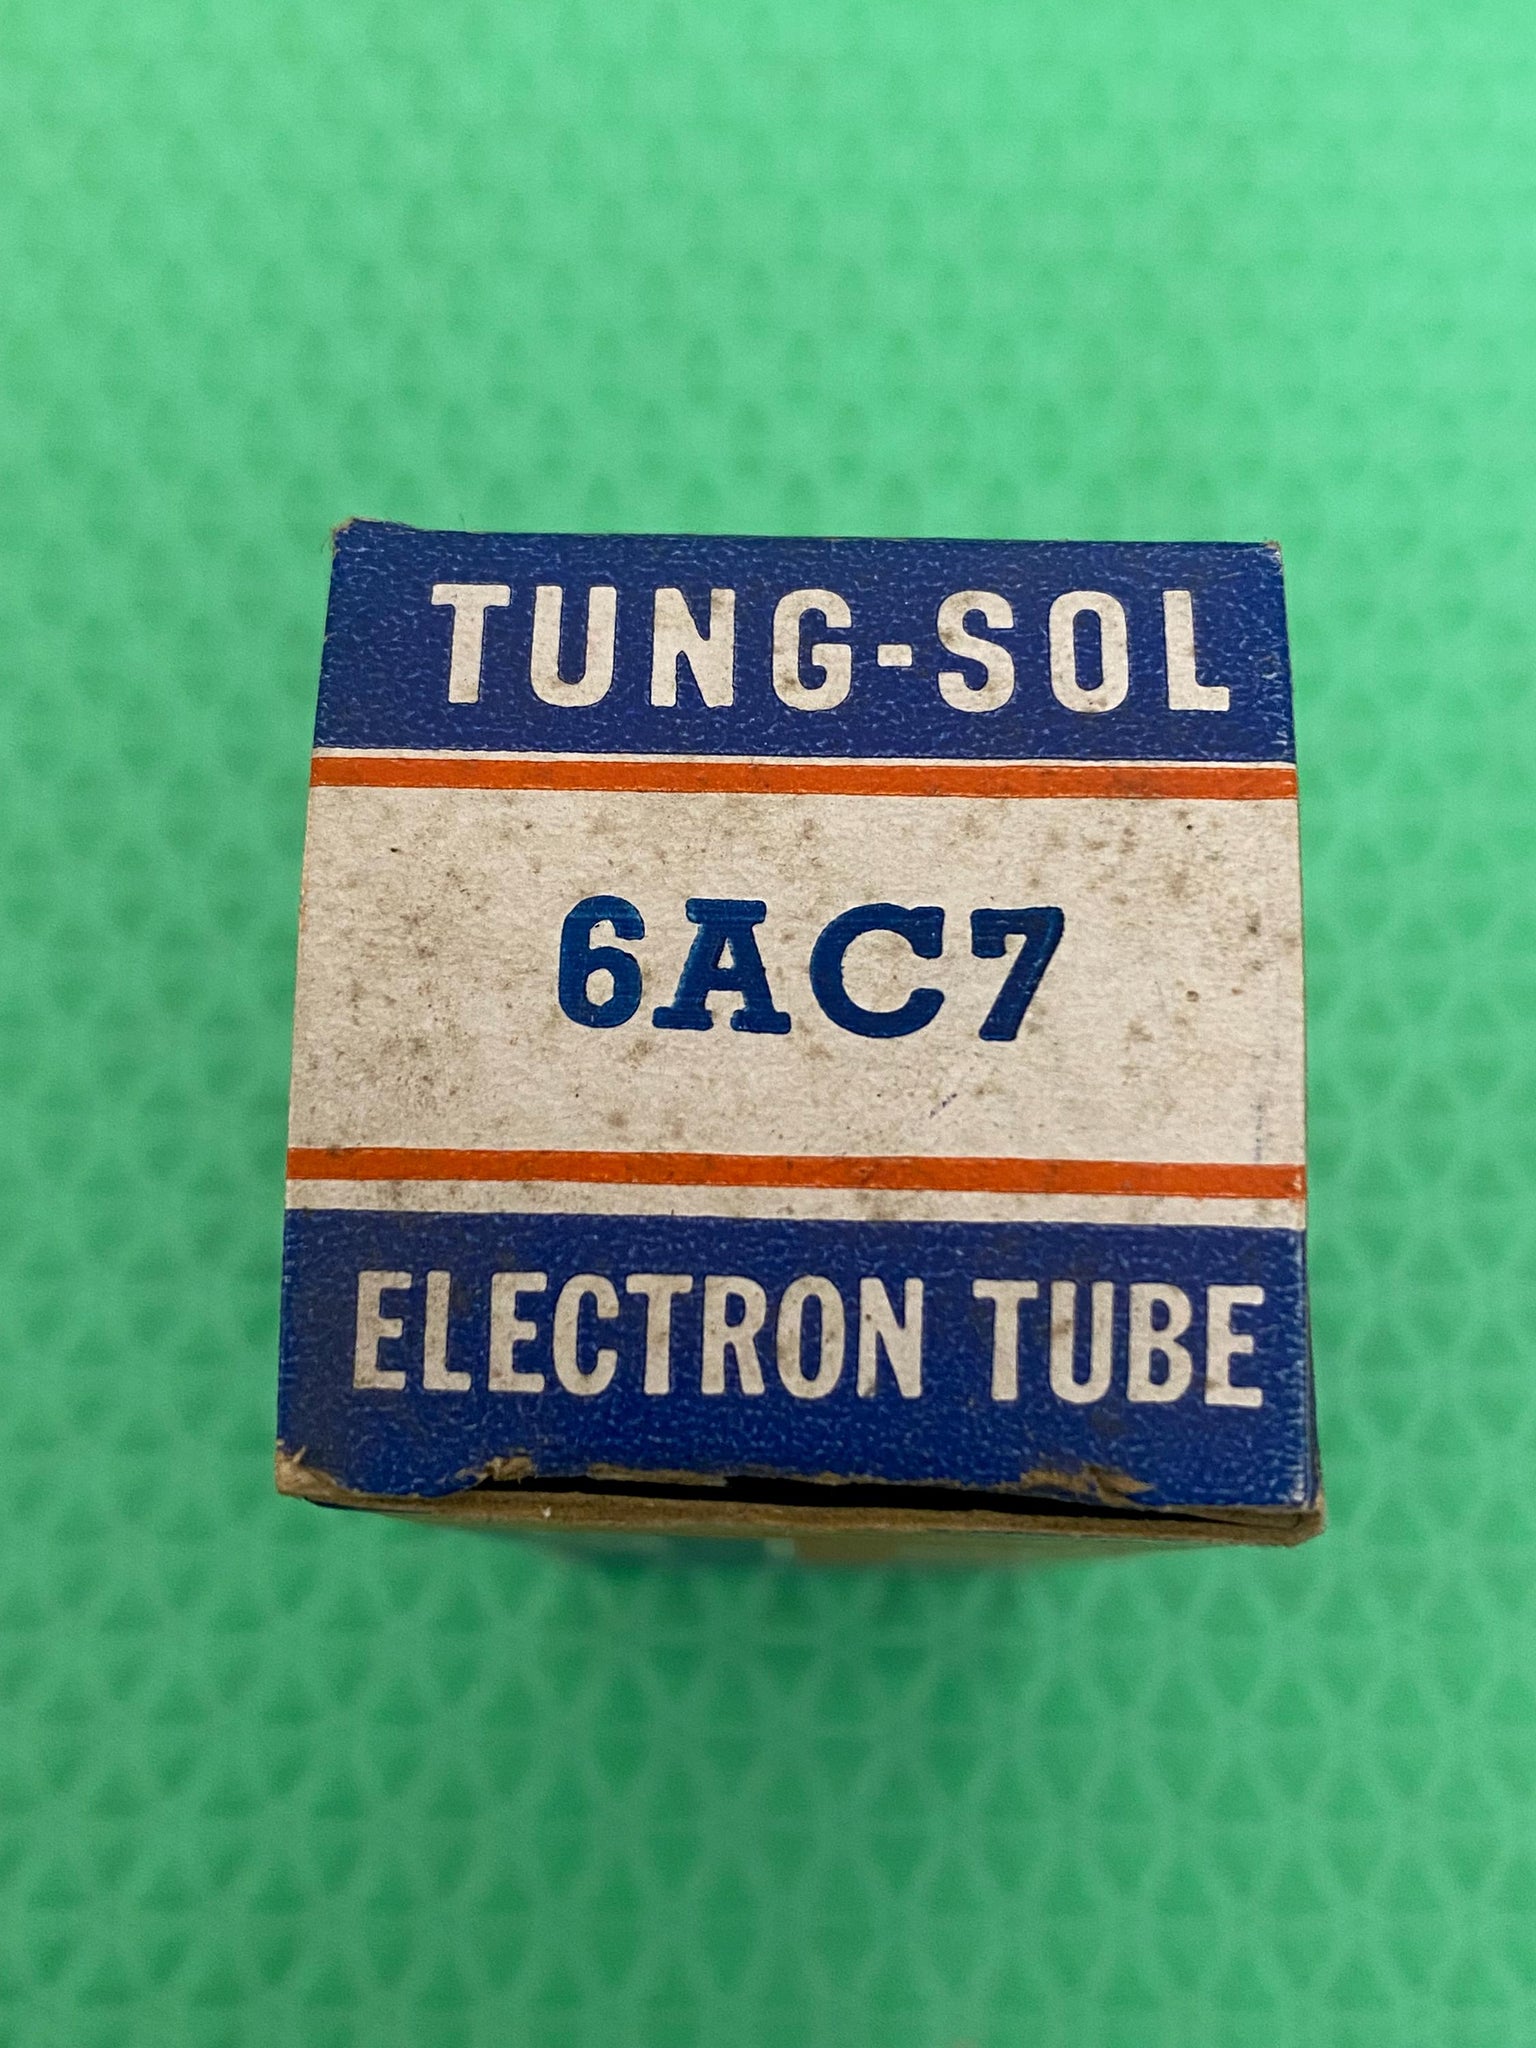 TUNG-SOL
6AC7
ELECTRON TUBE